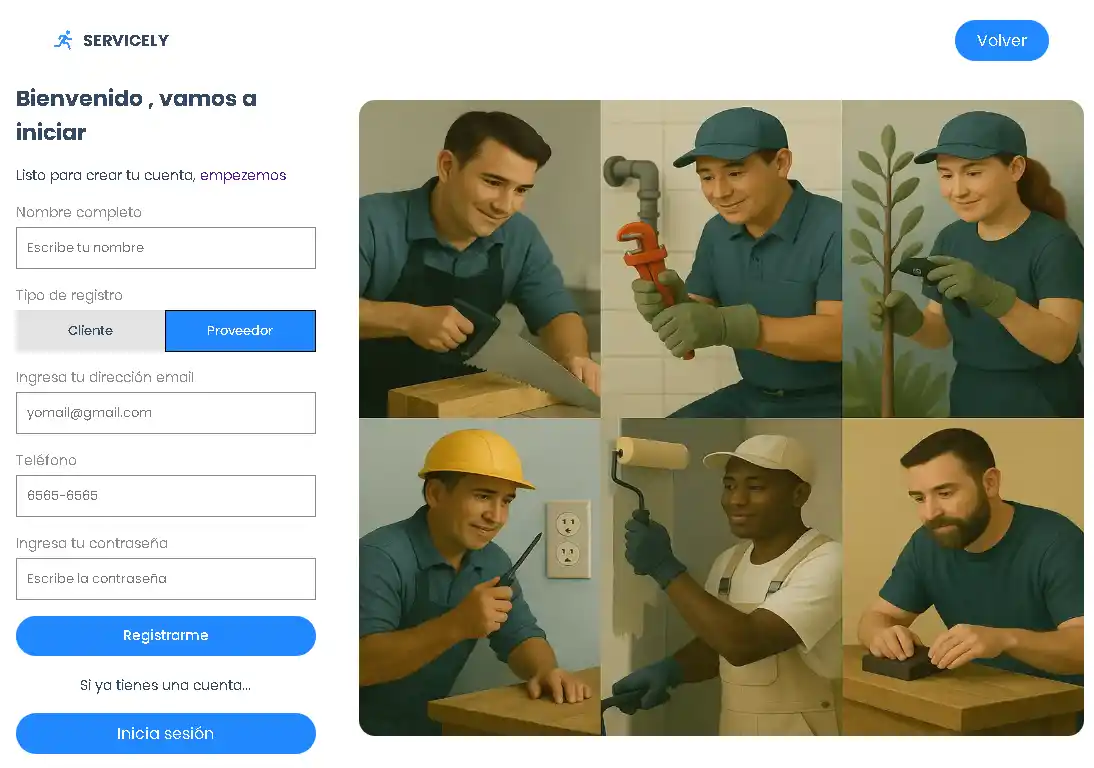 SERVICELY
Volver
Bienvenido , vamos a
iniciar
Listo para crear tu cuenta, empezemos
Nombre completo
Escribe tu nombre
Tipo de registro
Cliente
Proveedor
Ingresa tu dirección email
yomail@gmail.com
Teléfono
6565-6565
Ingresa tu contraseña
Escribe la contraseña
Registrarme
Si ya tienes una cuenta...
Inicia sesión